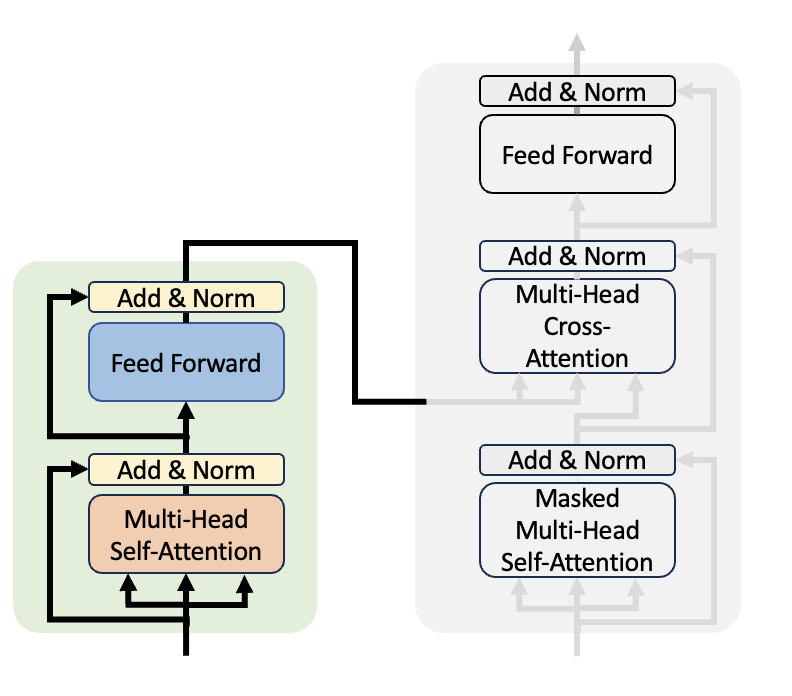 Add & Norm
Feed Forward
Add & Norm
Multi-Head
Self-Attention
Add & Norm
Feed Forward
Add & Norm
Multi-Head
Cross-
Attention
Add & Norm
Masked
Multi-Head
Self-Attention